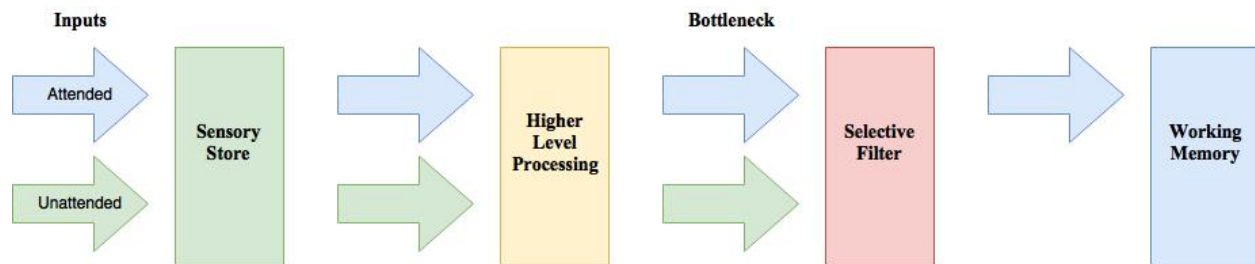 Inputs
Bottleneck
Attended
Unattended
Sensory
Store
Higher
Level
Processing
Selective
Filter
Working
Memory